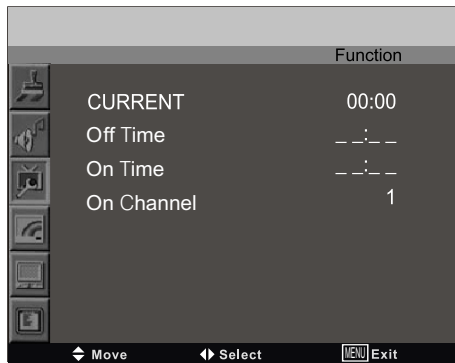 Function
CURRENT 00:00
Off Time _ _:_ _
On Time _ _:_ _
On Channel 1
Move Select MENU Exit